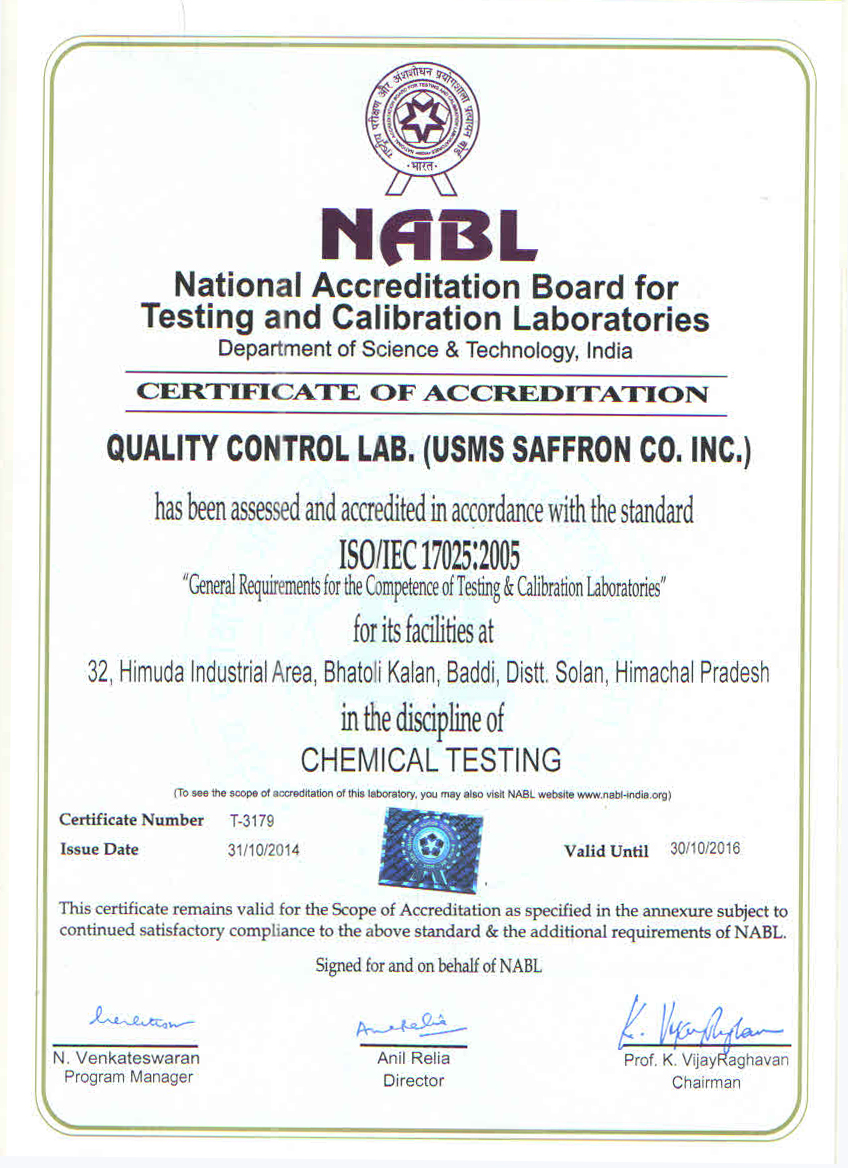 राष्ट्रीय परीक्षण और अंशशोधन प्रयोगशाला प्रत्यायन बोर्ड
NATIONAL ACCREDITATION BOARD FOR TESTING AND CALIBRATION LABORATORIES
भारत
NABL
National Accreditation Board for
Testing and Calibration Laboratories
Department of Science & Technology, India
CERTIFICATE OF ACCREDITATION
QUALITY CONTROL LAB. (USMS SAFFRON CO. INC.)
has been assessed and accredited in accordance with the standard
ISO/IEC 17025:2005
"General Requirements for the Competence of Testing & Calibration Laboratories"
for its facilities at
32, Himuda Industrial Area, Bhatoli Kalan, Baddi, Distt. Solan, Himachal Pradesh
in the discipline of
CHEMICAL TESTING
(To see the scope of accreditation of this laboratory, you may also visit NABL website www.nabl-india.org)
Certificate Number T-3179
Issue Date 31/10/2014 Valid Until 30/10/2016
This certificate remains valid for the Scope of Accreditation as specified in the annexure subject to
continued satisfactory compliance to the above standard & the additional requirements of NABL.
Signed for and on behalf of NABL
K. VijayRaghavan
N. Venkateswaran Anil Relia Prof. K. VijayRaghavan
Program Manager Director Chairman